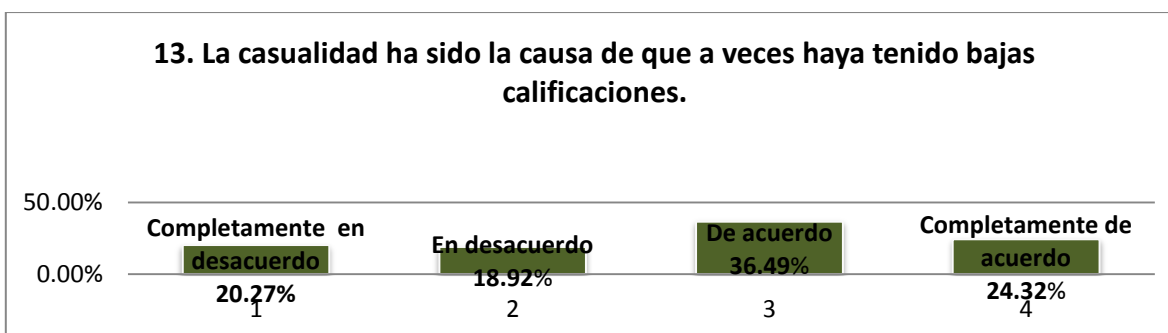 13. La casualidad ha sido la causa de que a veces haya tenido bajas
calificaciones.
50.00%
0.00%
Completamente en
desacuerdo
20.27%
1
En desacuerdo
18.92%
2
De acuerdo
36.49%
3
Completamente de
acuerdo
24.32%
4